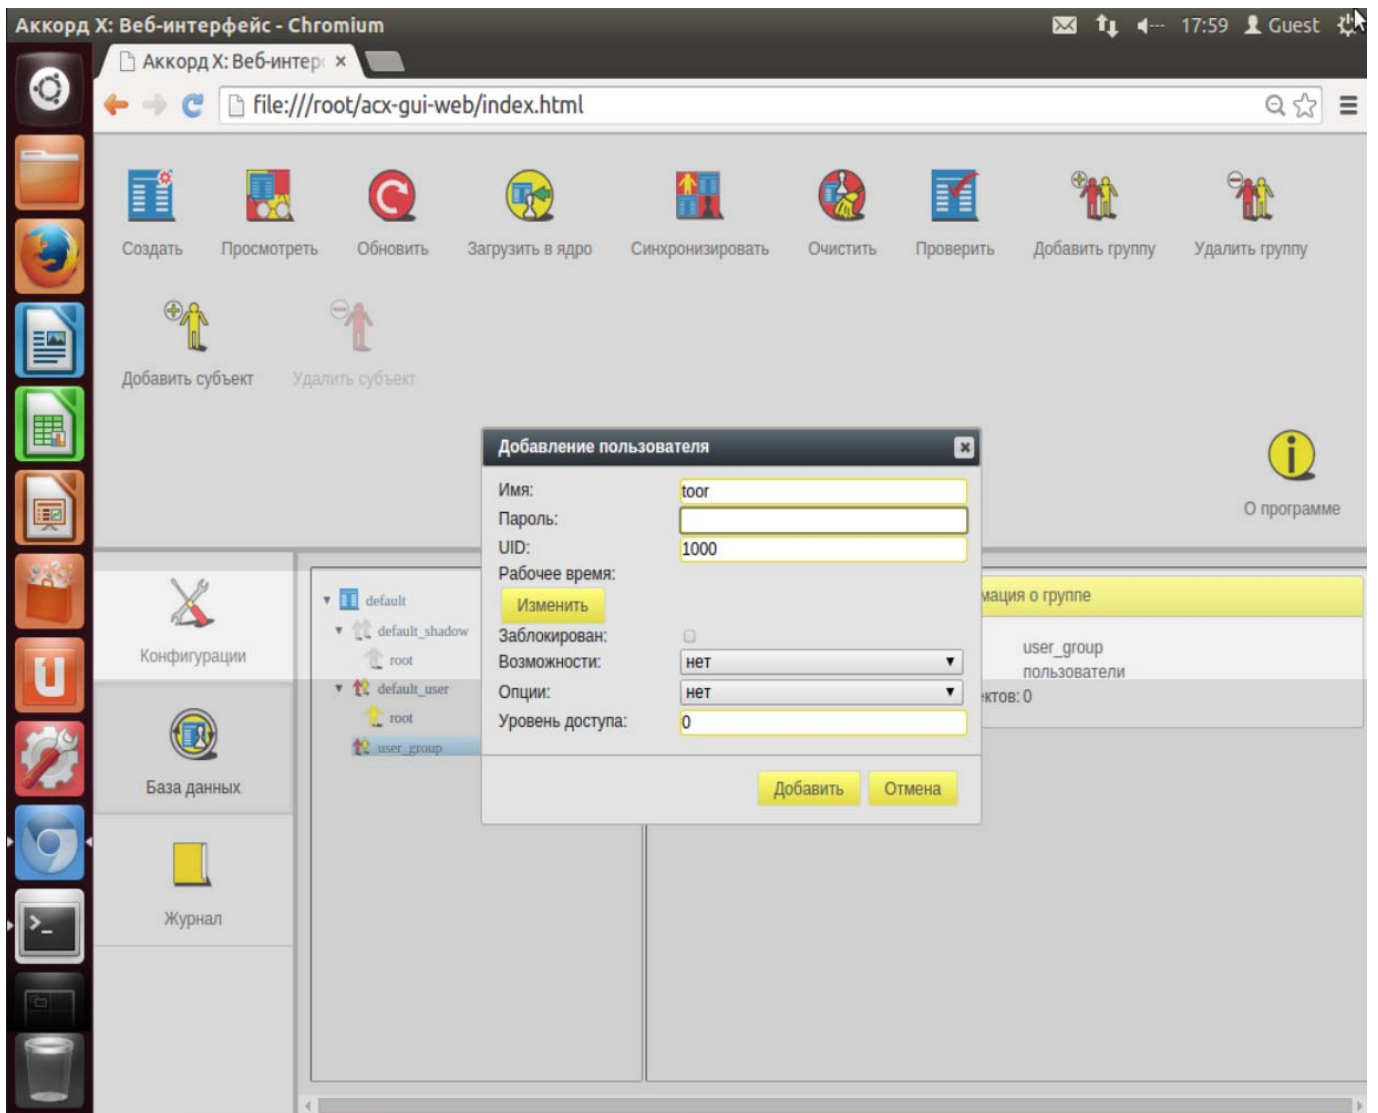 Аккорд X: Веб-интерфейс - Chromium
17:59 Guest
Аккорд X: Веб-интер
file:///root/acx-gui-web/index.html
Создать Просмотреть Обновить Загрузить в ядро Синхронизировать Очистить Проверить Добавить группу Удалить группу
Добавить субъект Удалить субъект
О программе
Добавление пользователя
Имя: toor
Пароль:
UID: 1000
Рабочее время:
Изменить
Заблокирован:
Возможности: нет
Опции: нет
Уровень доступа: 0
Добавить Отмена
Конфигурации
База данных
Журнал
default
default_shadow
root
default_user
root
user_group
мация о группе
user_group
пользователи
ктов: 0